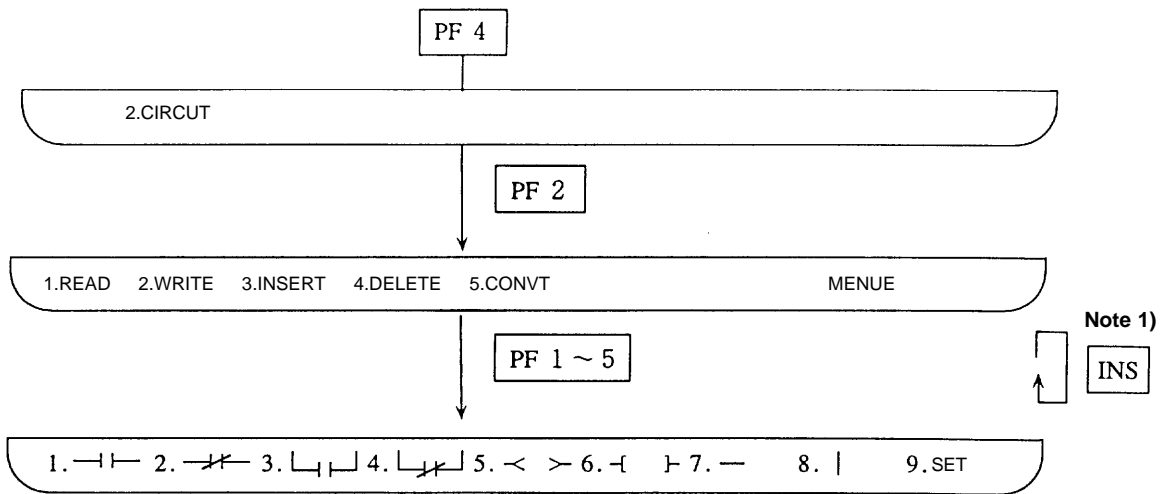 PF 4
2.CIRCUT
PF 2
1.READ 2.WRITE 3.INSERT 4.DELETE 5.CONVT MENUE
Note 1)
PF 1 ~ 5
INS
1. 2. 3. 4. 5. -< >- 6. -[ ]- 7. — 8. | 9. SET